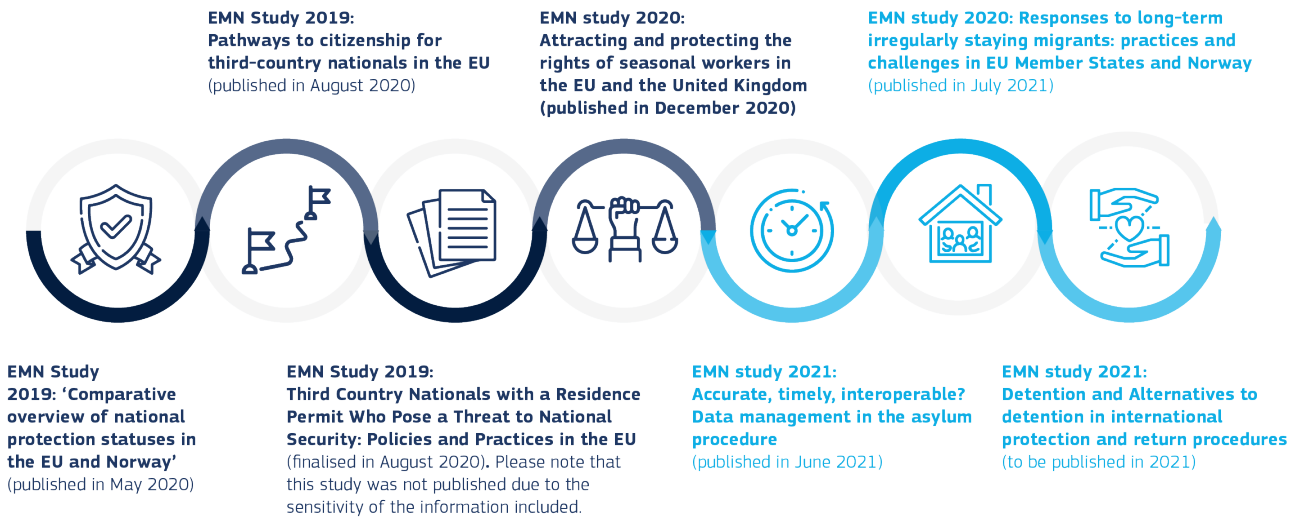 EMN Study 2019:
Pathways to citizenship for
third-country nationals in the EU
(published in August 2020)
EMN study 2020:
Attracting and protecting the
rights of seasonal workers in
the EU and the United Kingdom
(published in December 2020)
EMN study 2020: Responses to long-term
irregularly staying migrants: practices and
challenges in EU Member States and Norway
(published in July 2021)
EMN Study
2019: ‘Comparative
overview of national
protection statuses in
the EU and Norway’
(published in May 2020)
EMN Study 2019:
Third Country Nationals with a Residence
Permit Who Pose a Threat to National
Security: Policies and Practices in the EU
(finalised in August 2020). Please note that
this study was not published due to the
sensitivity of the information included.
EMN study 2021:
Accurate, timely, interoperable?
Data management in the asylum
procedure
(published in June 2021)
EMN study 2021:
Detention and Alternatives to
detention in international
protection and return procedures
(to be published in 2021)